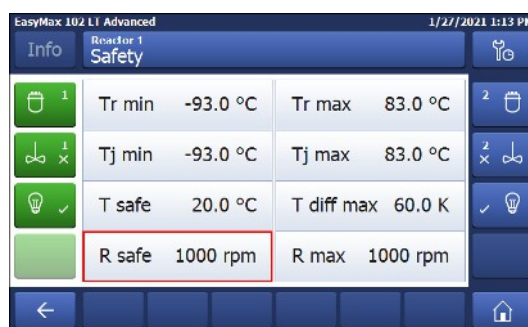 EasyMax 102 LT Advanced 1/27/2021 1:13 PM
Info Reactor 1
Safety
1 Tr min -93.0 °C Tr max 83.0 °C 2
1 Tj min -93.0 °C Tj max 83.0 °C 2
T safe 20.0 °C T diff max 60.0 K
R safe 1000 rpm R max 1000 rpm